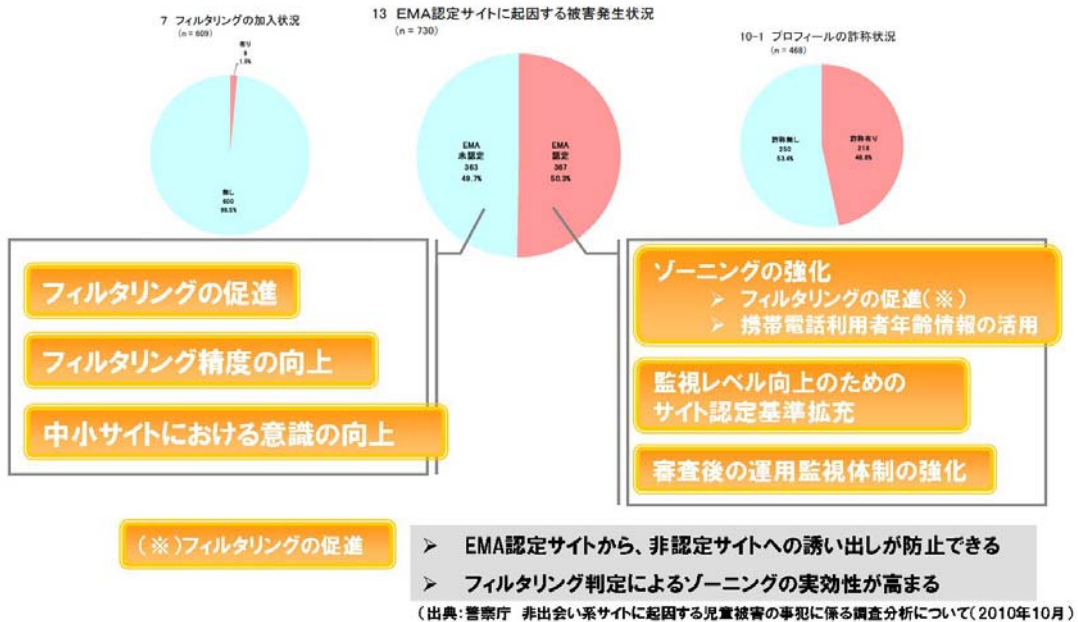 7 フィルタリングの加入状況
(n = 609)
有り
9
1.5%
無し
600
98.5%
13 EMA認定サイトに起因する被害発生状況
(n = 730)
EMA
未認定
363
49.7%
EMA
認定
367
50.3%
10-1 プロフィールの詐称状況
(n = 468)
詐称無し
250
53.4%
詐称有り
218
46.6%
フィルタリングの促進
フィルタリング精度の向上
中小サイトにおける意識の向上
ゾーニングの強化
➢ フィルタリングの促進(※)
➢ 携帯電話利用者年齢情報の活用
監視レベル向上のための
サイト認定基準拡充
審査後の運用監視体制の強化
(※)フィルタリングの促進
➢ EMA認定サイトから、非認定サイトへの誘い出しが防止できる
➢ フィルタリング判定によるゾーニングの実効性が高まる
(出典:警察庁 非出会い系サイトに起因する児童被害の事犯に係る調査分析について(2010年10月)